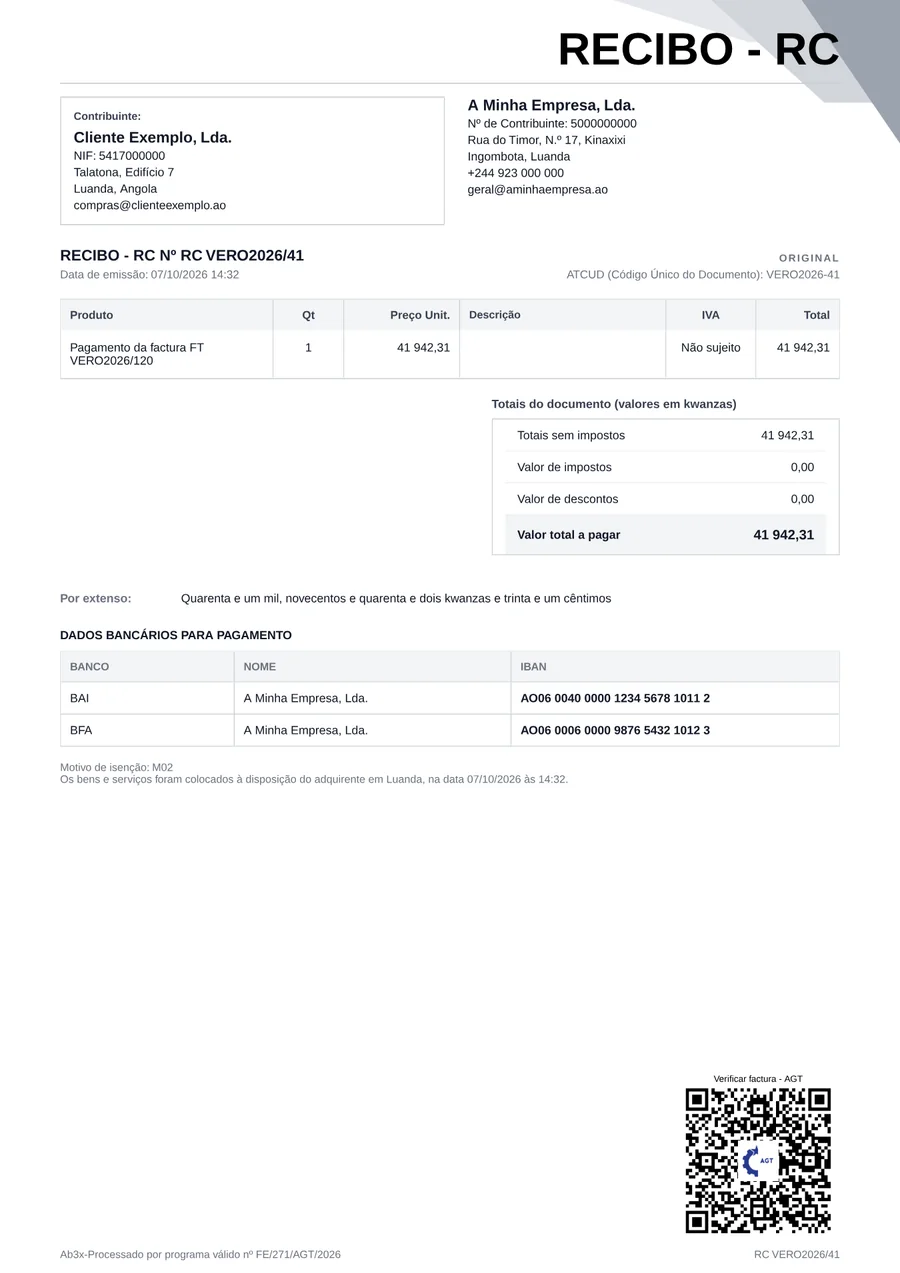 RECIBO - RC
Contribuinte:
Cliente Exemplo, Lda.
NIF: 5417000000
Talatona, Edifício 7
Luanda, Angola
compras@clienteexemplo.ao
A Minha Empresa, Lda.
Nº de Contribuinte: 5000000000
Rua do Timor, N.º 17, Kinaxixi
Ingombota, Luanda
+244 923 000 000
geral@aminhaempresa.ao
RECIBO - RC Nº RC VERO2026/41
Data de emissão: 07/10/2026 14:32
ORIGINAL
ATCUD (Código Único do Documento): VERO2026-41
Produto Qt Preço Unit. Descrição IVA Total
Pagamento da factura FT VERO2026/120 1 41 942,31 Não sujeito 41 942,31
Totais do documento (valores em kwanzas)
Totais sem impostos 41 942,31
Valor de impostos 0,00
Valor de descontos 0,00
Valor total a pagar 41 942,31
Por extenso: Quarenta e um mil, novecentos e quarenta e dois kwanzas e trinta e um cêntimos
DADOS BANCÁRIOS PARA PAGAMENTO
BANCO NOME IBAN
BAI A Minha Empresa, Lda. AO06 0040 0000 1234 5678 1011 2
BFA A Minha Empresa, Lda. AO06 0006 0000 9876 5432 1012 3
Motivo de isenção: M02
Os bens e serviços foram colocados à disposição do adquirente em Luanda, na data 07/10/2026 às 14:32.
Verificar factura - AGT
AGT
Ab3x-Processado por programa válido nº FE/271/AGT/2026
RC VERO2026/41